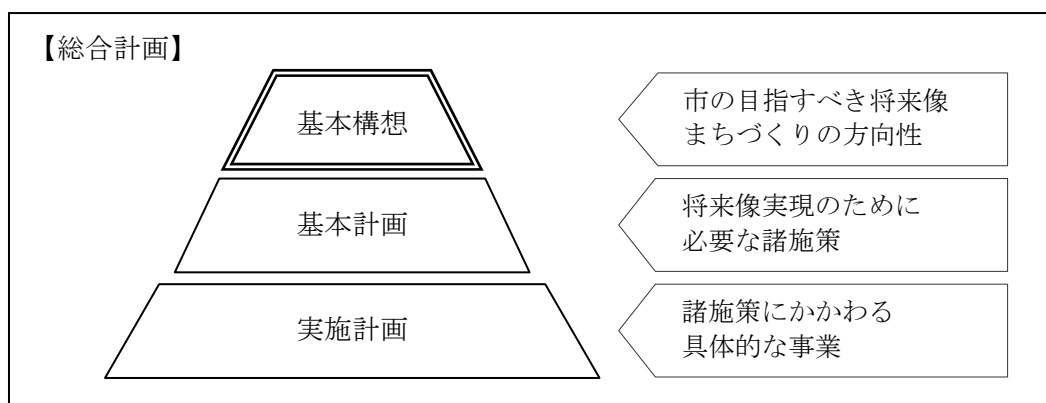 【総合計画】
基本構想
市の目指すべき将来像
まちづくりの方向性
基本計画
将来像実現のために
必要な諸施策
実施計画
諸施策にかかわる
具体的な事業